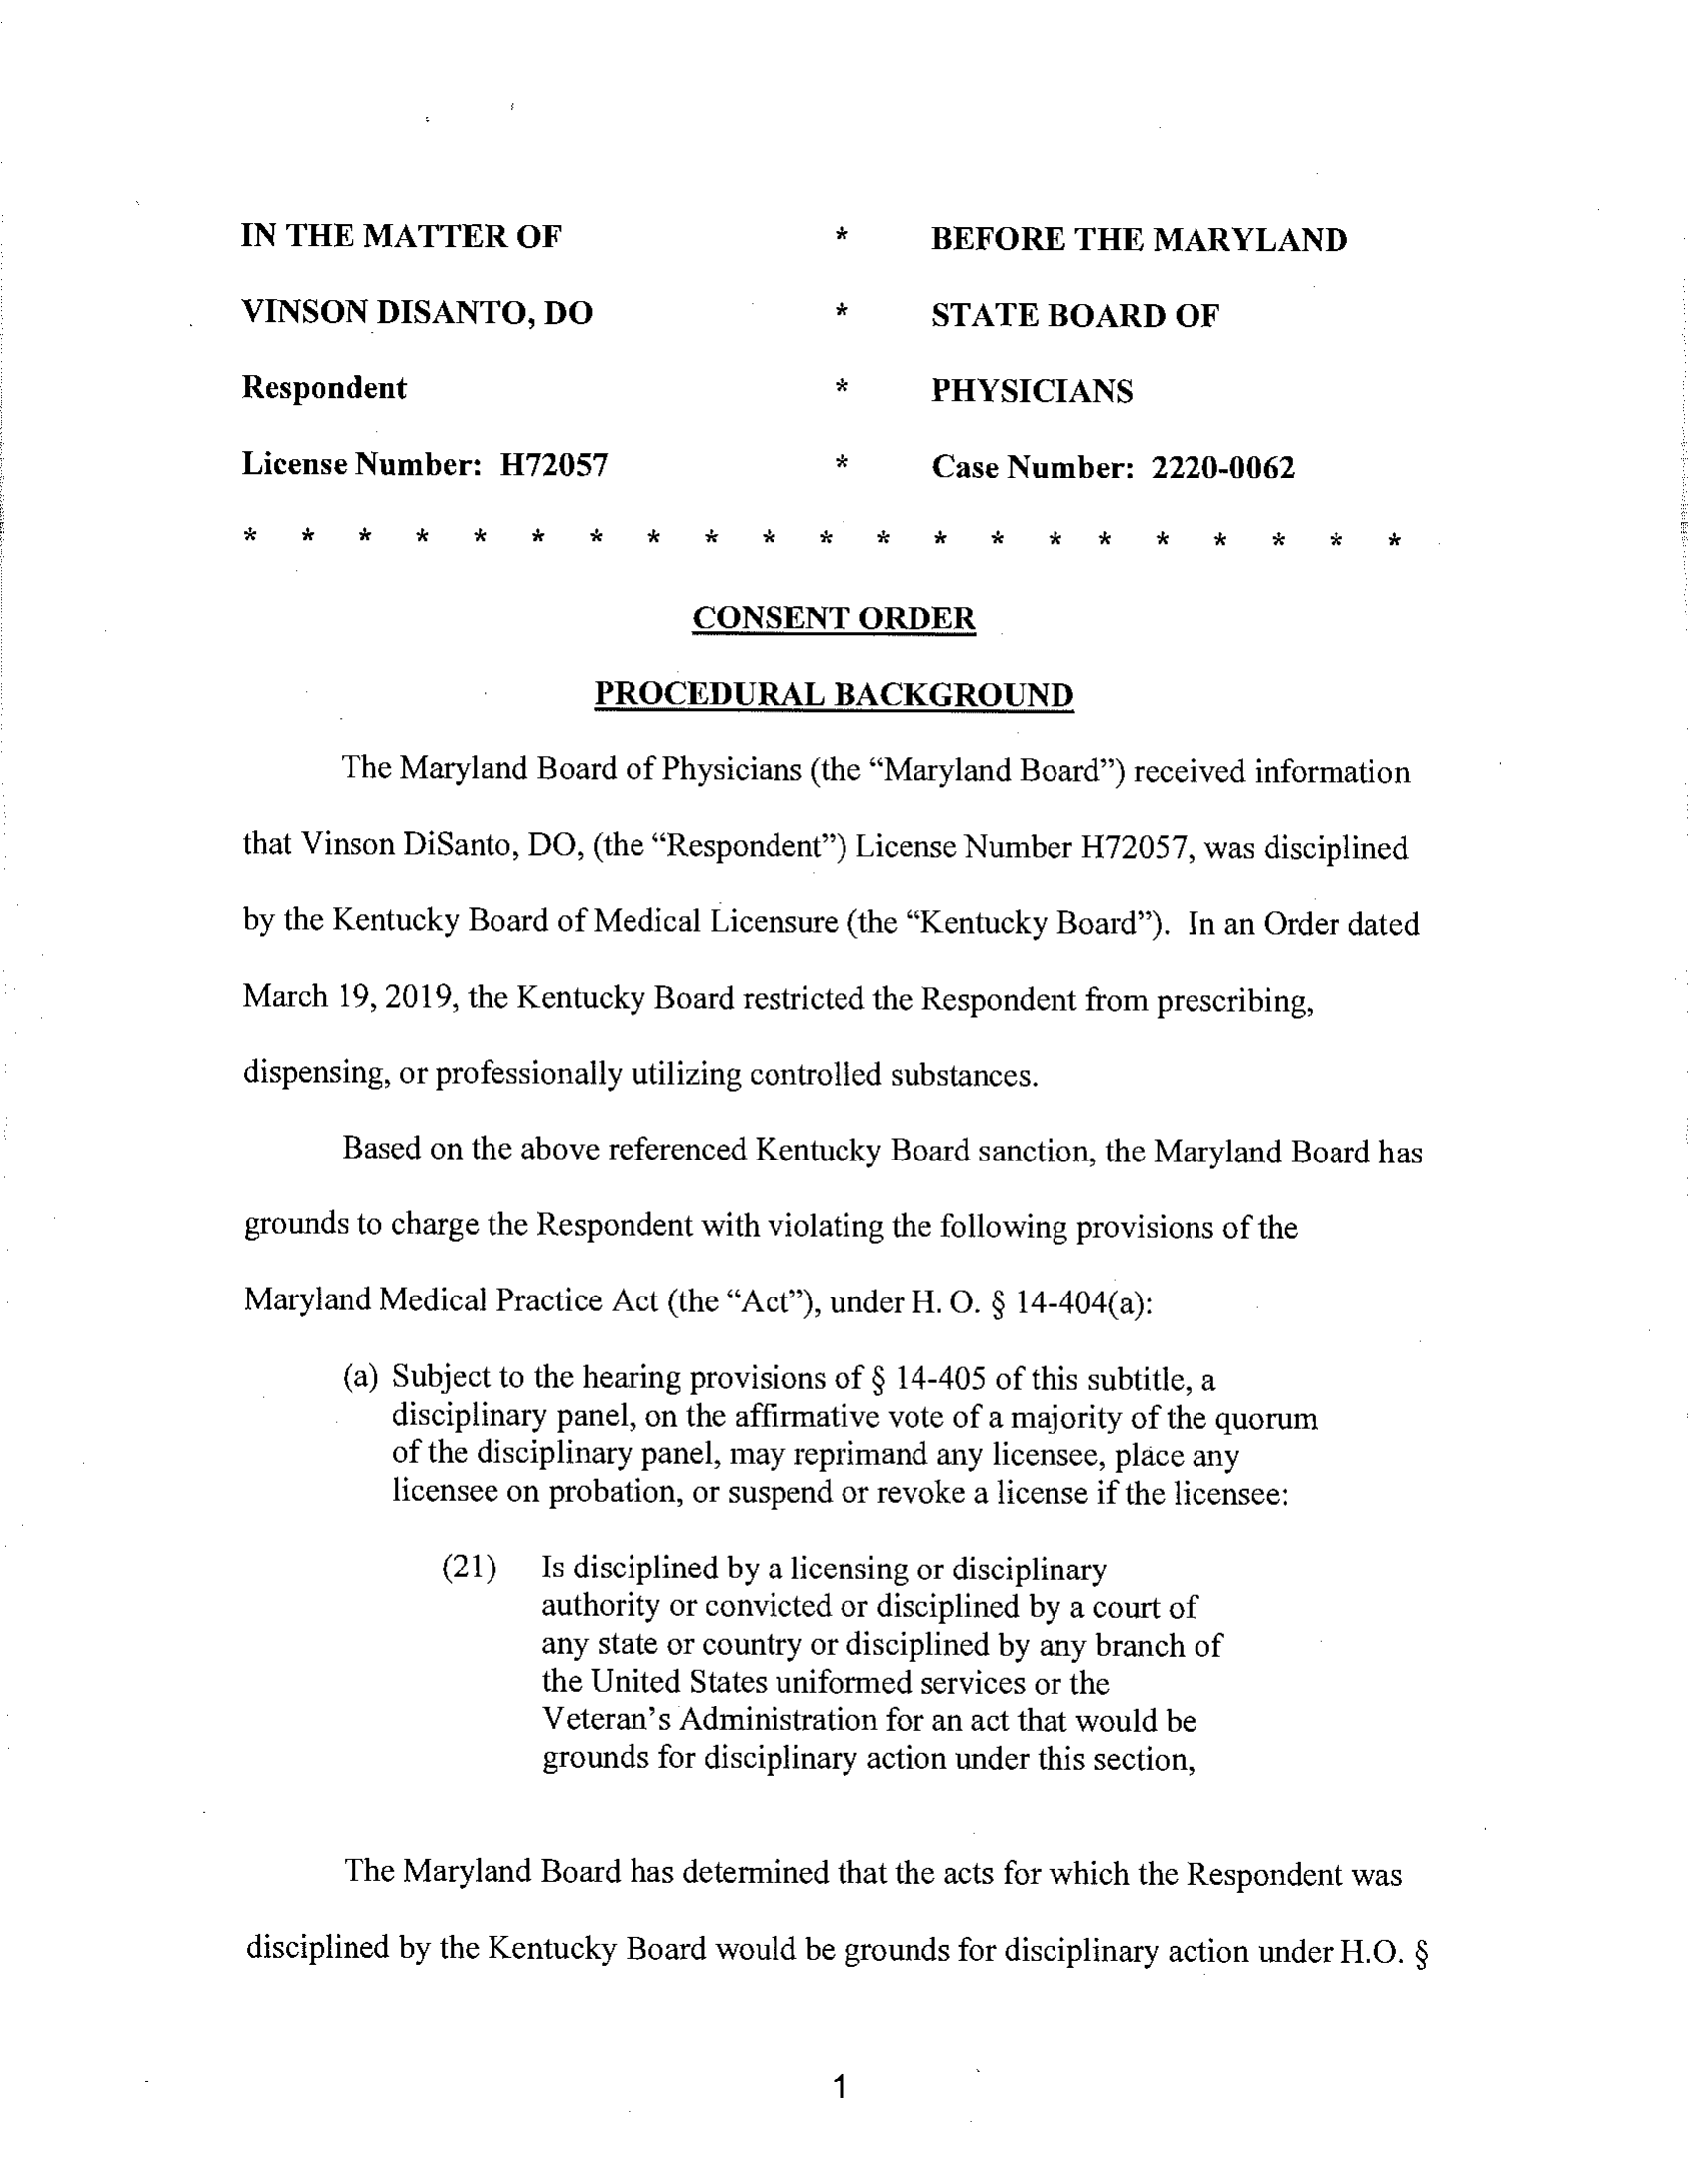 IN THE MATTER OF * BEFORE THE MARYLAND
VINSON DISANTO, DO * STATE BOARD OF
Respondent * PHYSICIANS
License Number: H72057 * Case Number: 2220-0062
* * * * * * * * * * * * * * * * * * * * *
CONSENT ORDER
PROCEDURAL BACKGROUND
The Maryland Board of Physicians (the “Maryland Board”) received information
that Vinson DiSanto, DO, (the “Respondent”) License Number H72057, was disciplined
by the Kentucky Board of Medical Licensure (the “Kentucky Board”). In an Order dated
March 19, 2019, the Kentucky Board restricted the Respondent from prescribing,
dispensing, or professionally utilizing controlled substances.
Based on the above referenced Kentucky Board sanction, the Maryland Board has
grounds to charge the Respondent with violating the following provisions of the
Maryland Medical Practice Act (the “Act”), under H. O. § 14-404(a):
(a) Subject to the hearing provisions of § 14-405 of this subtitle, a
disciplinary panel, on the affirmative vote of a majority of the quorum
of the disciplinary panel, may reprimand any licensee, place any
licensee on probation, or suspend or revoke a license if the licensee:
(21) Is disciplined by a licensing or disciplinary
authority or convicted or disciplined by a court of
any state or country or disciplined by any branch of
the United States uniformed services or the
Veteran’s Administration for an act that would be
grounds for disciplinary action under this section,
The Maryland Board has determined that the acts for which the Respondent was
disciplined by the Kentucky Board would be grounds for disciplinary action under H.O. §
1